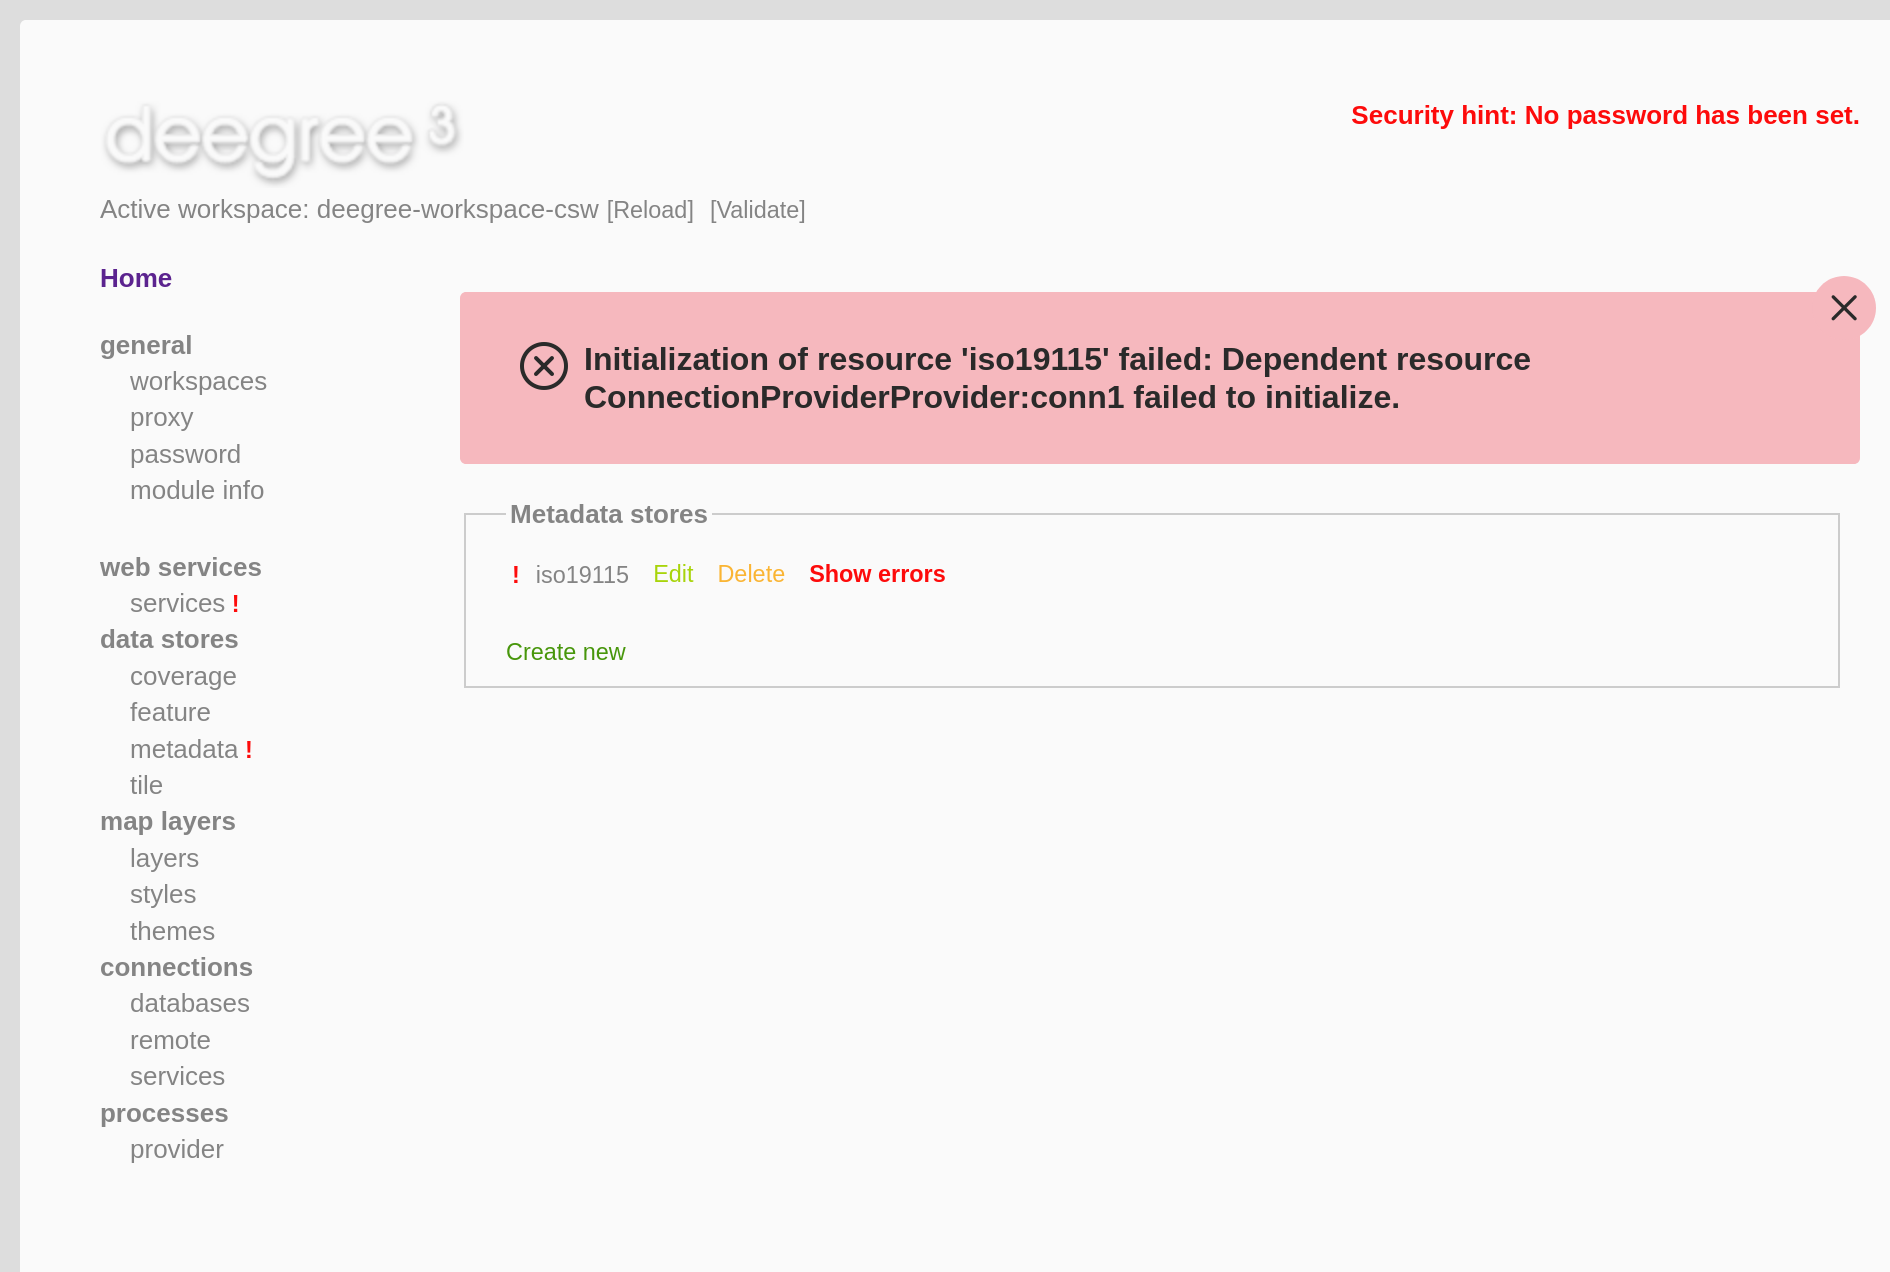 deegree 3
Security hint: No password has been set.
Active workspace: deegree-workspace-csw [Reload] [Validate]
Home
general
workspaces
proxy
password
module info
web services
services !
data stores
coverage
feature
metadata !
tile
map layers
layers
styles
themes
connections
databases
remote
services
processes
provider
Initialization of resource 'iso19115' failed: Dependent resource
ConnectionProviderProvider:conn1 failed to initialize.
Metadata stores
! iso19115 Edit Delete Show errors
Create new